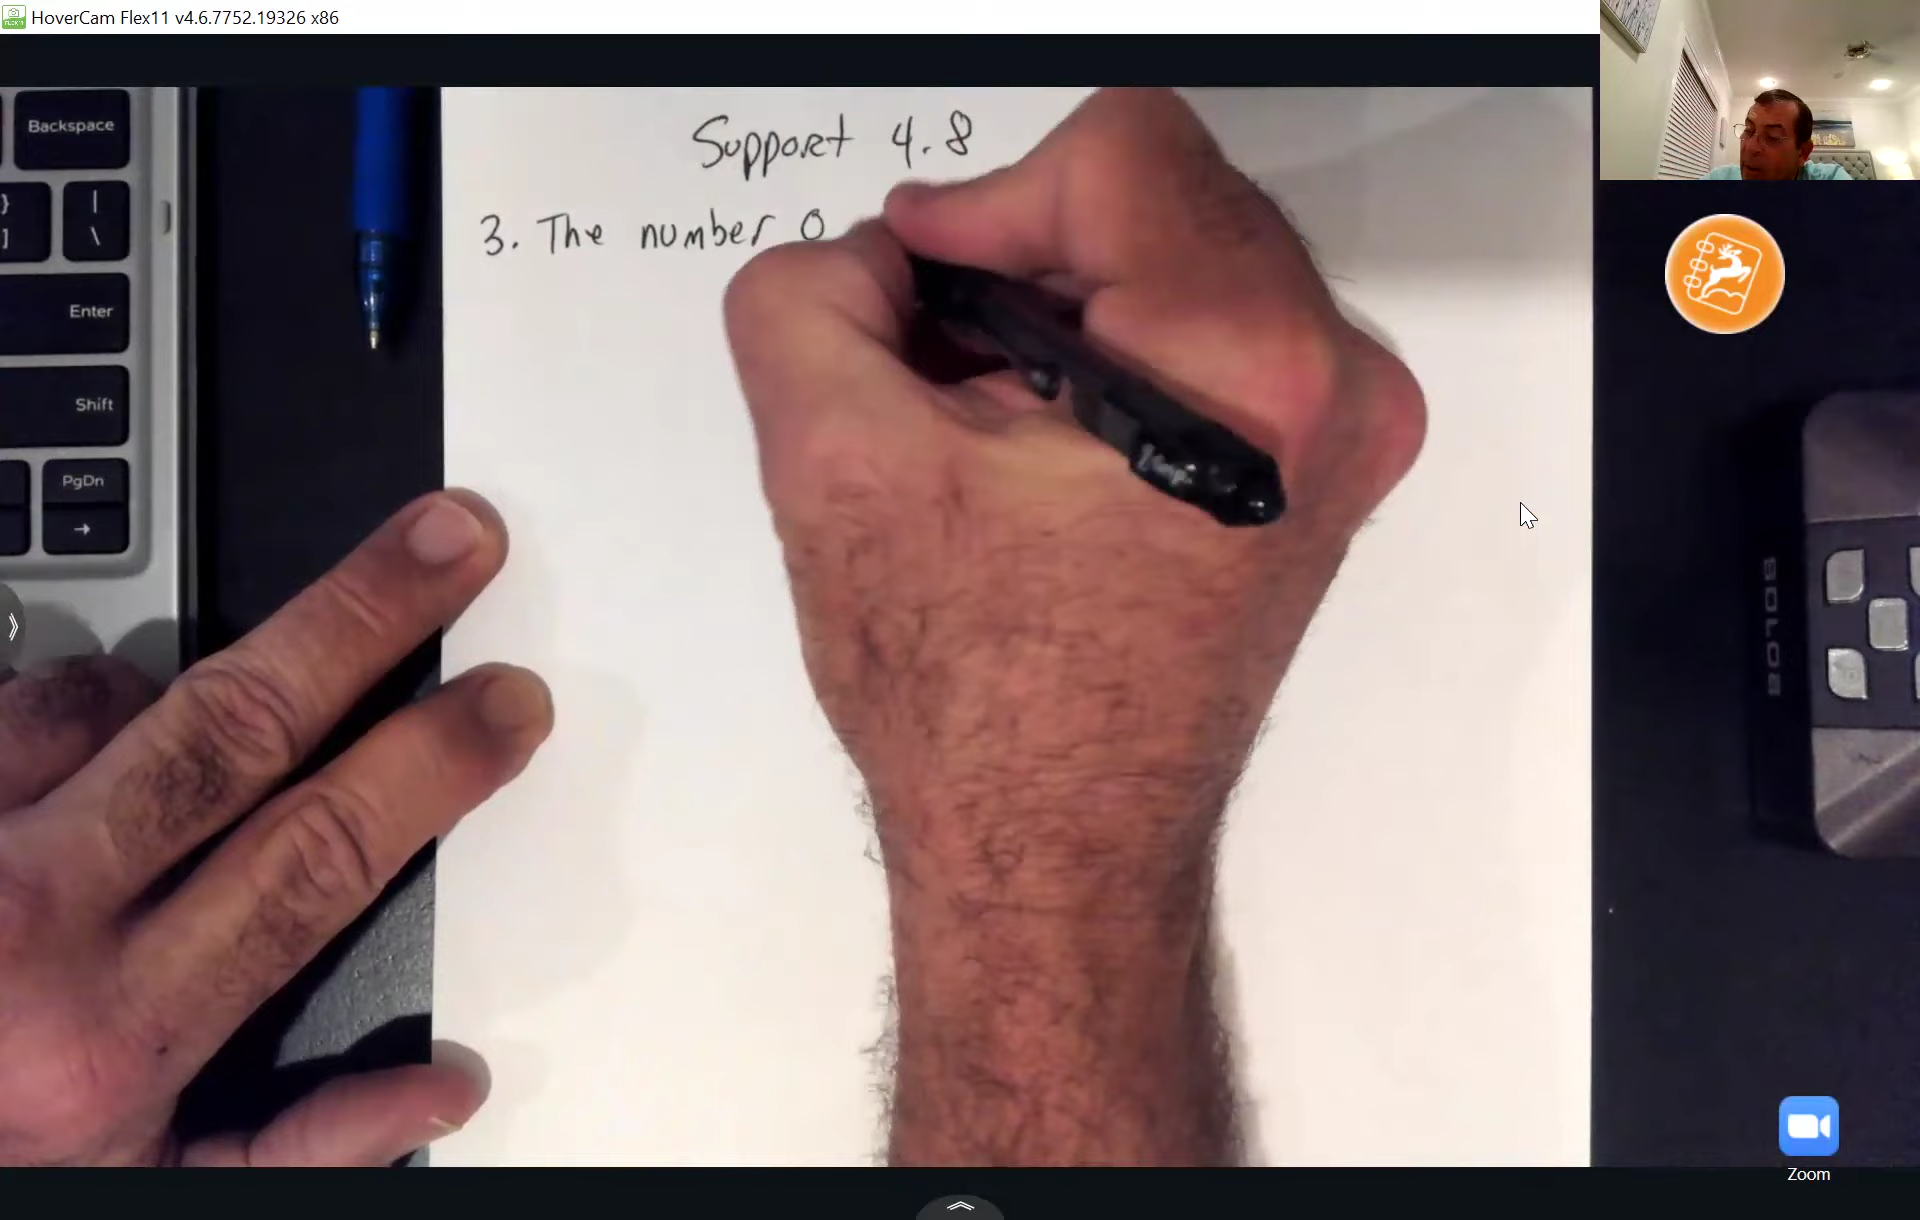 HoverCam Flex11 v4.6.7752.19326 x86
Backspace
}
]
|
\
Enter
Shift
PgDn
→
Support 4.8
3. The number 0
Zoom